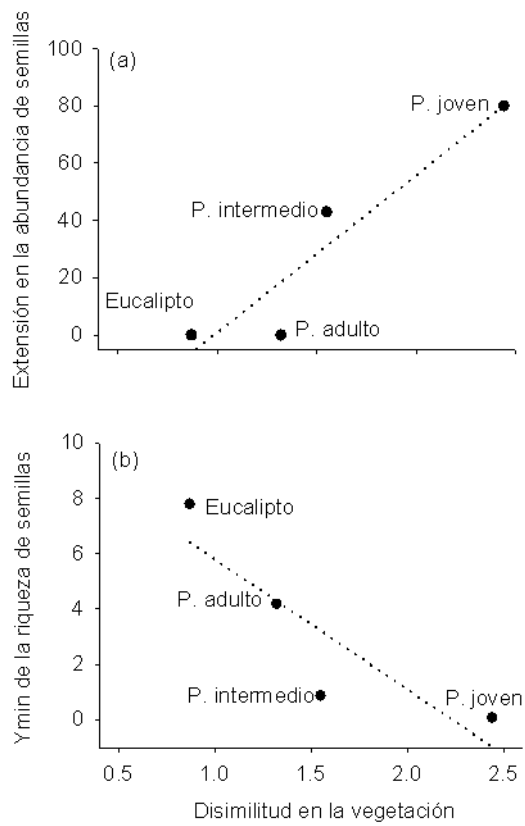 Extensión en la abundancia de semillas
100
80
60
40
20
0
(a)
P. joven
P. intermedio
Eucalipto
P. adulto
Ymin de la riqueza de semillas
10
8
6
4
2
0
(b)
Eucalipto
P. adulto
P. intermedio
P. joven
0.5 1.0 1.5 2.0 2.5
Disimilitud en la vegetación